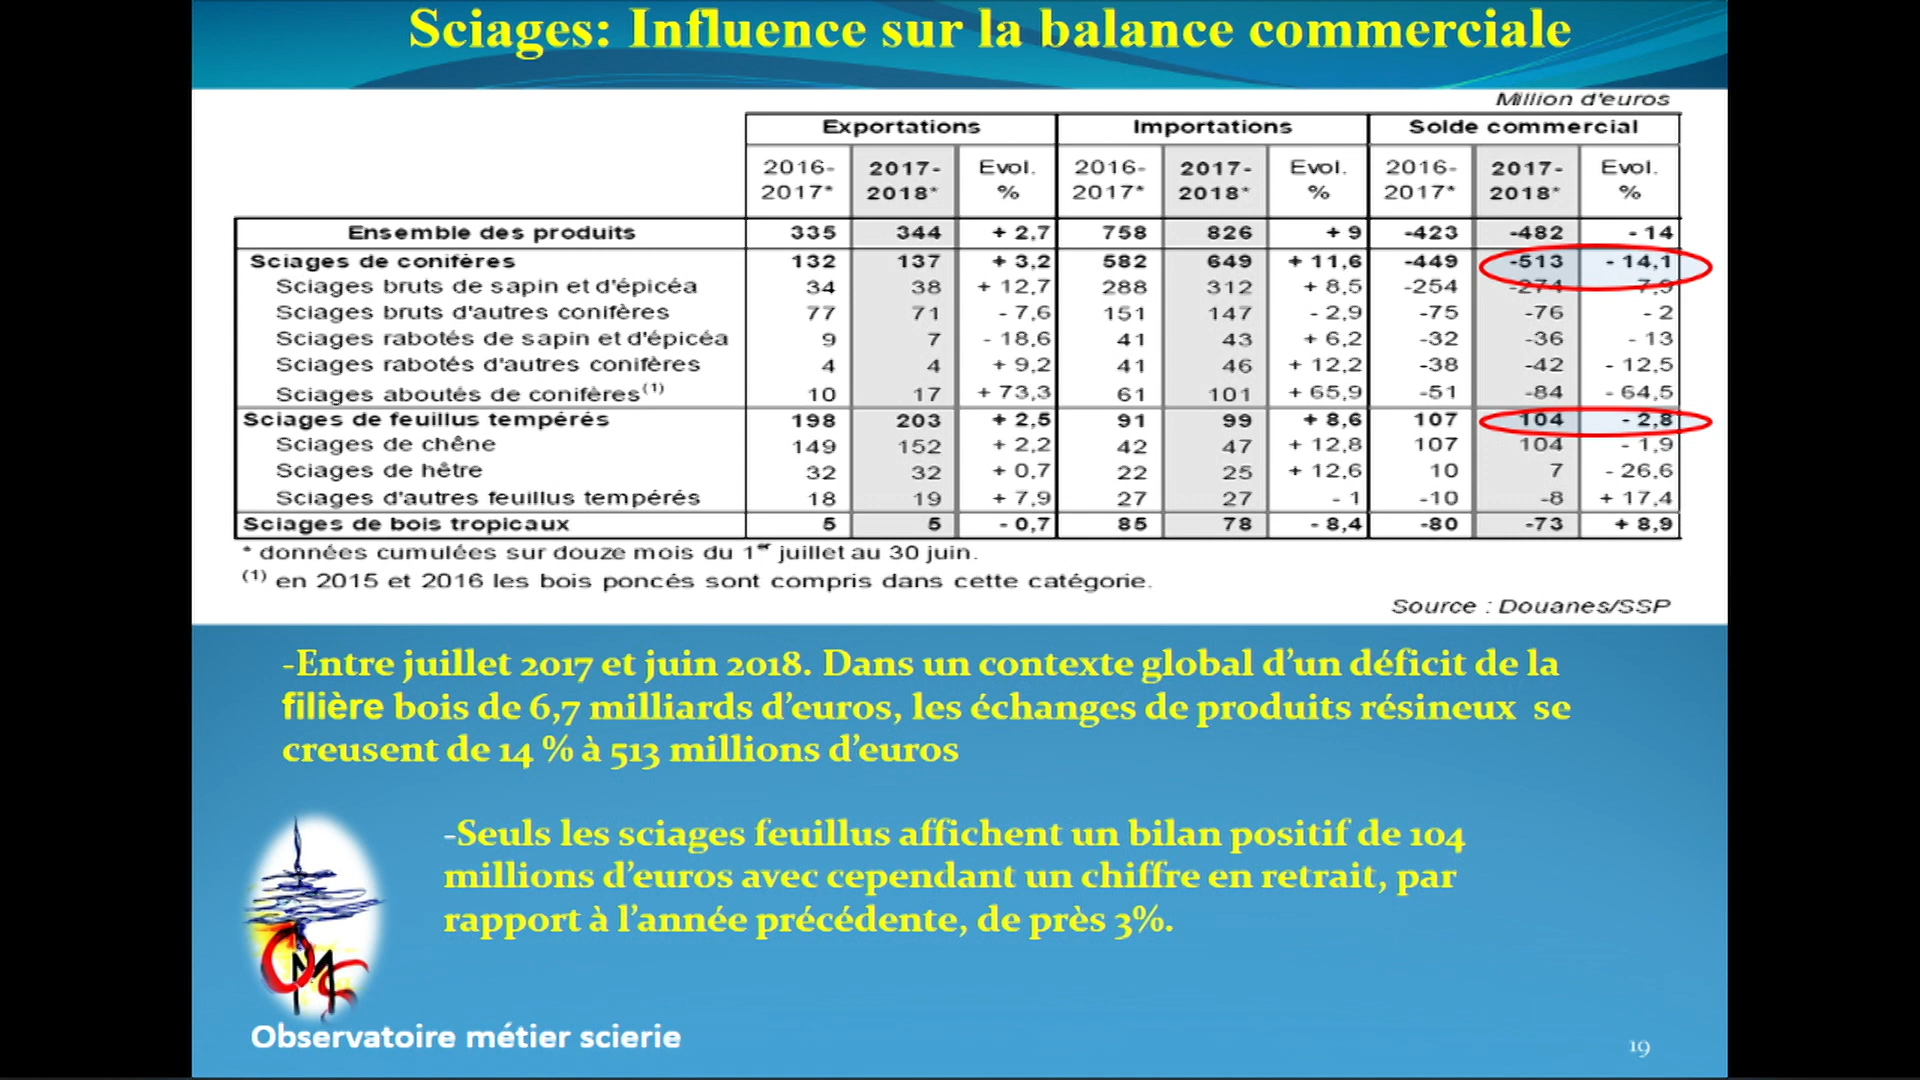 Sciages: Influence sur la balance commerciale
Million d'euros
Exportations Importations Solde commercial
2016-2017* 2017-2018* Evol. % 2016-2017* 2017-2018* Evol. % 2016-2017* 2017-2018* Evol. %
Ensemble des produits 335 344 + 2,7 758 826 + 9 -423 -482 - 14
Sciages de conifères 132 137 + 3,2 582 649 + 11,6 -449 -513 - 14,1
Sciages bruts de sapin et d'épicéa 34 38 + 12,7 288 312 + 8,5 -254 -274 7,9
Sciages bruts d'autres conifères 77 71 - 7,6 151 147 - 2,9 -75 -76 - 2
Sciages rabotés de sapin et d'épicéa 9 7 - 18,6 41 43 + 6,2 -32 -36 - 13
Sciages rabotés d'autres conifères 4 4 + 9,2 41 46 + 12,2 -38 -42 - 12,5
Sciages aboutés de conifères(1) 10 17 + 73,3 61 101 + 65,9 -51 -84 - 64,5
Sciages de feuillus tempérés 198 203 + 2,5 91 99 + 8,6 107 104 - 2,8
Sciages de chêne 149 152 + 2,2 42 47 + 12,8 107 104 - 1,9
Sciages de hêtre 32 32 + 0,7 22 25 + 12,6 10 7 - 26,6
Sciages d'autres feuillus tempérés 18 19 + 7,9 27 27 - 1 -10 -8 + 17,4
Sciages de bois tropicaux 5 5 - 0,7 85 78 - 8,4 -80 -73 + 8,9
* données cumulées sur douze mois du 1er juillet au 30 juin.
(1) en 2015 et 2016 les bois poncés sont compris dans cette catégorie.
Source : Douanes/SSP
-Entre juillet 2017 et juin 2018. Dans un contexte global d’un déficit de la
filière bois de 6,7 milliards d’euros, les échanges de produits résineux se
creusent de 14 % à 513 millions d’euros
-Seuls les sciages feuillus affichent un bilan positif de 104
millions d’euros avec cependant un chiffre en retrait, par
rapport à l’année précédente, de près 3%.
OMS
Observatoire métier scierie
19